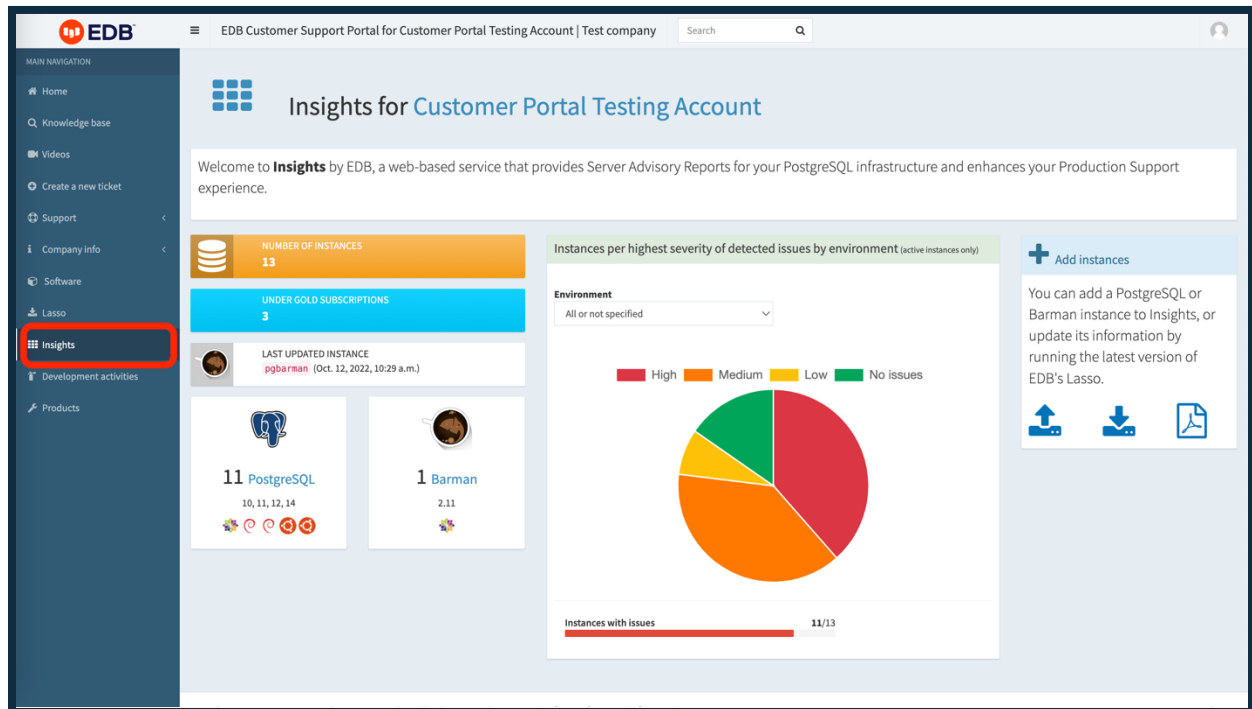 EDB
EDB Customer Support Portal for Customer Portal Testing Account | Test company
Search
MAIN NAVIGATION
Home
Knowledge base
Videos
Create a new ticket
Support
Company info
Software
Lasso
Insights
Development activities
Products
Insights for Customer Portal Testing Account
Welcome to Insights by EDB, a web-based service that provides Server Advisory Reports for your PostgreSQL infrastructure and enhances your Production Support
experience.
NUMBER OF INSTANCES
13
UNDER GOLD SUBSCRIPTIONS
3
LAST UPDATED INSTANCE
pgbarman (Oct. 12, 2022, 10:29 a.m.)
11 PostgreSQL
10, 11, 12, 14
1 Barman
2.11
Instances per highest severity of detected issues by environment (active instances only)
Environment
All or not specified
High Medium Low No issues
Instances with issues 11/13
Add instances
You can add a PostgreSQL or
Barman instance to Insights, or
update its information by
running the latest version of
EDB's Lasso.